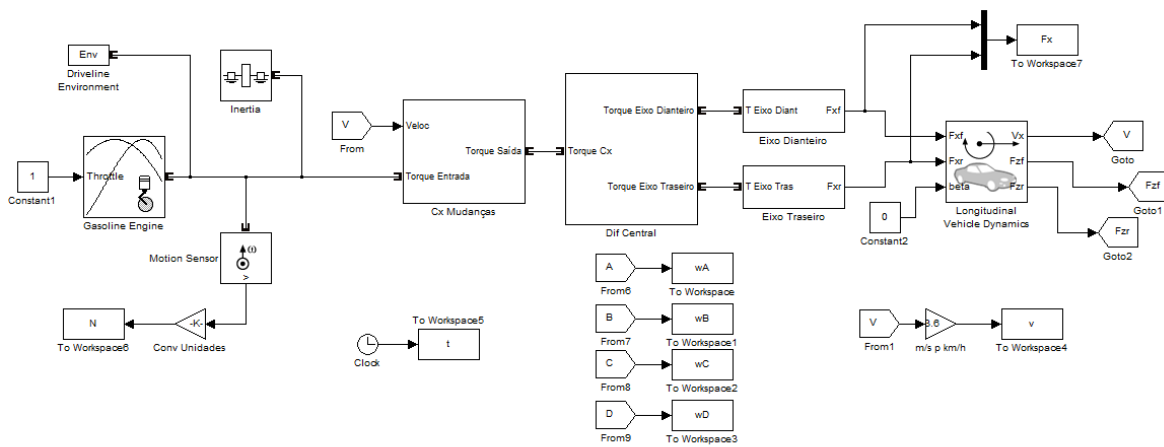 Env
Driveline
Environment
Inertia
1
Constant1
Throttle
Gasoline Engine
Motion Sensor
ω
N
To Workspace6
-K-
Conv Unidades
V
From
Veloc
Torque Saída
Torque Entrada
Cx Mudanças
Torque Eixo Dianteiro
Torque Cx
Torque Eixo Traseiro
Dif Central
T Eixo Diant
Fxf
Eixo Dianteiro
T Eixo Tras
Fxr
Eixo Traseiro
Fx
To Workspace7
0
Constant2
Fxf
Vx
Fxr
Fzf
beta
Fzr
Longitudinal
Vehicle Dynamics
V
Goto
Fzf
Goto1
Fzr
Goto2
To Workspace5
Clock
t
A
From6
wA
To Workspace
B
From7
wB
To Workspace1
C
From8
wC
To Workspace2
D
From9
wD
To Workspace3
V
From1
3.6
m/s p km/h
v
To Workspace4